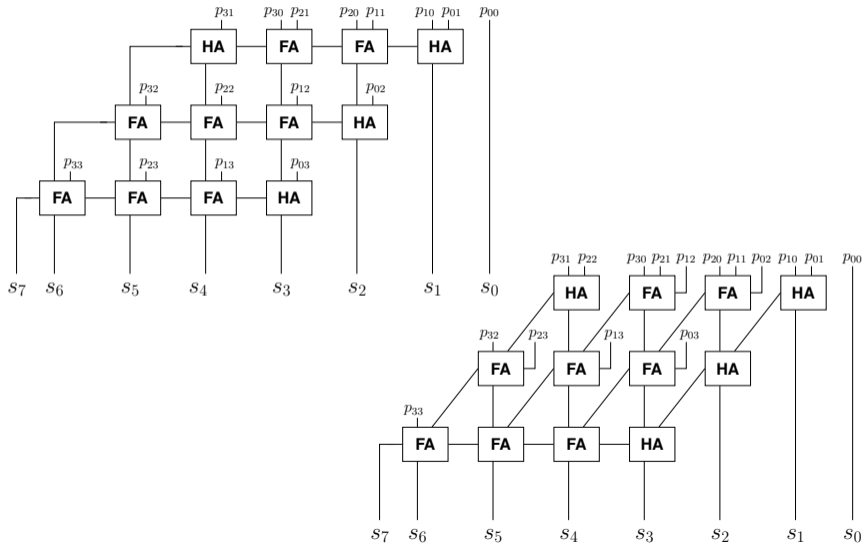 p31 p30 p21 p20 p11 p10 p01 p00
HA FA FA HA
p32 p22 p12 p02
FA FA FA HA
p33 p23 p13 p03
FA FA FA HA
s7 s6 s5 s4 s3 s2 s1 s0
p31 p22 p30 p21 p12 p20 p11 p02 p10 p01 p00
HA FA FA HA
p32 p23 p13 p03
FA FA FA HA
p33
FA FA FA HA
s7 s6 s5 s4 s3 s2 s1 s0